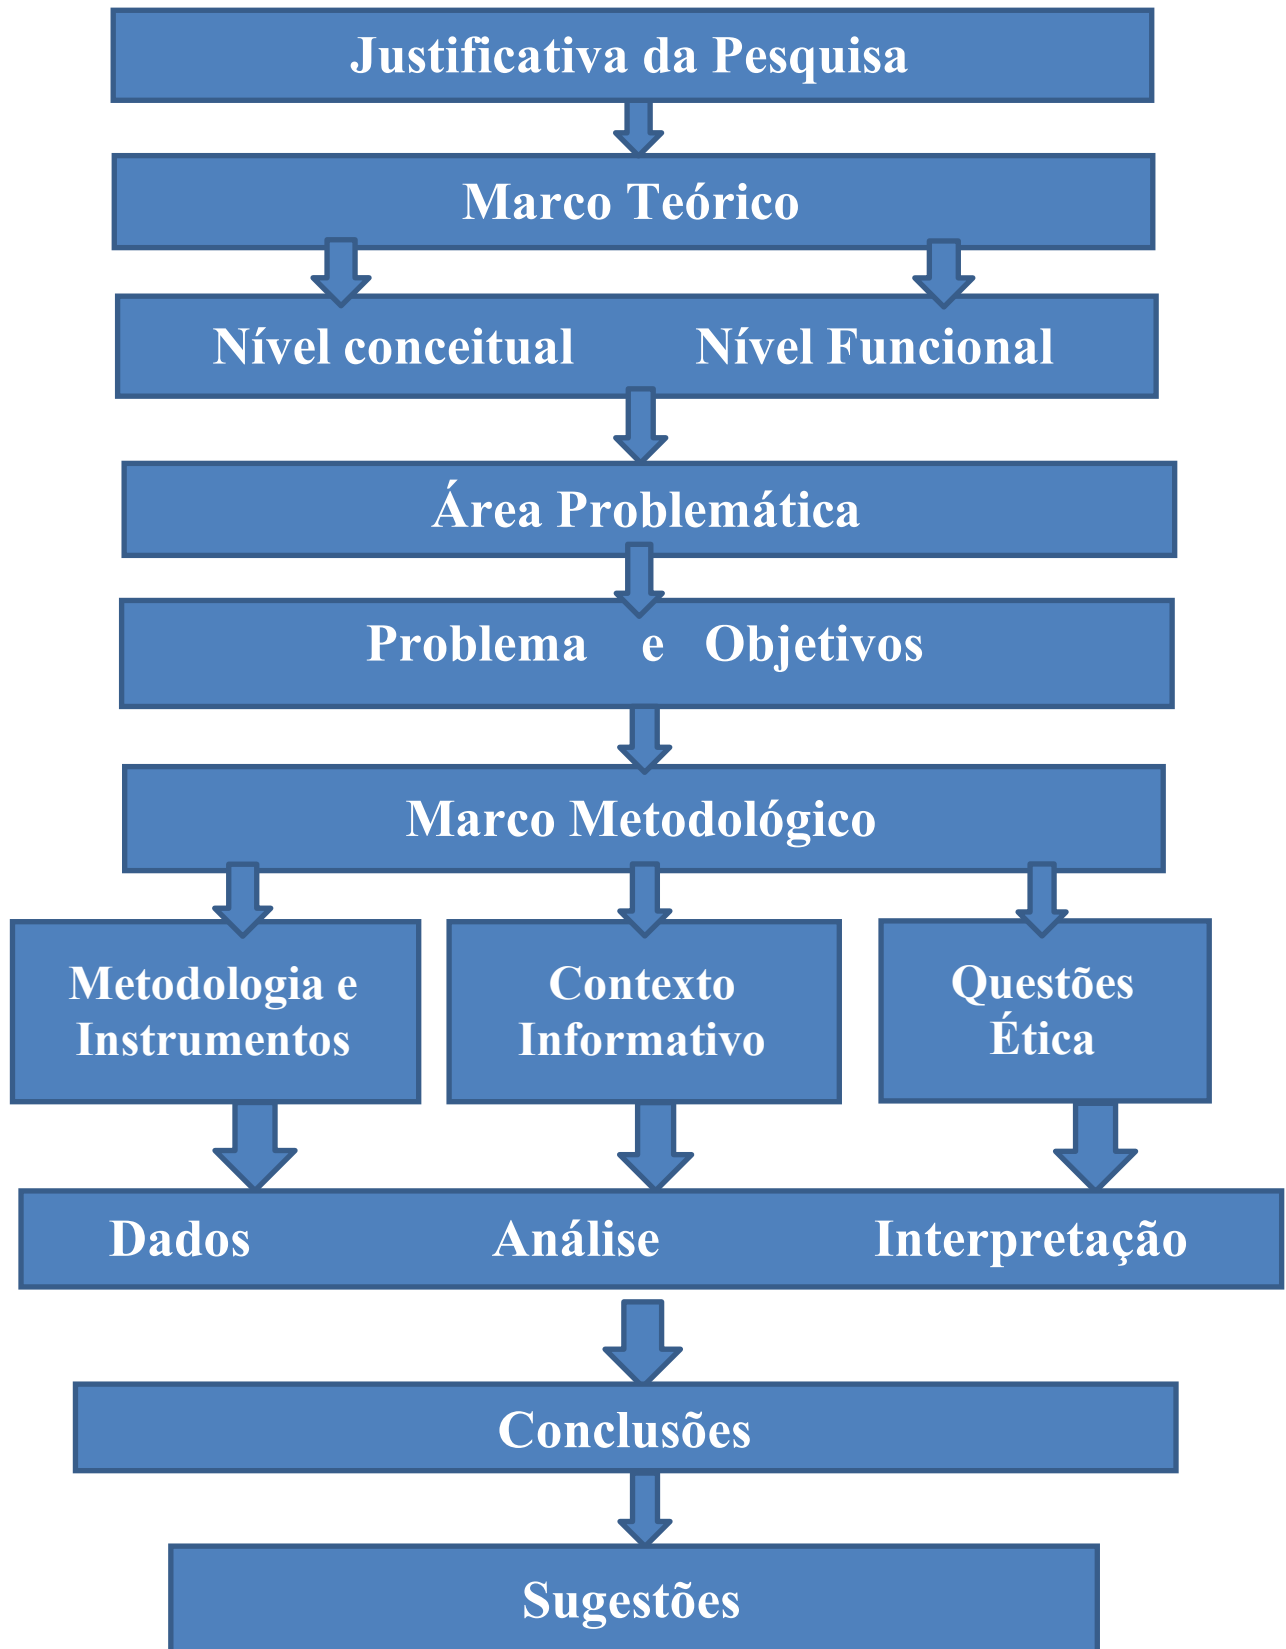 Justificativa da Pesquisa
Marco Teórico
Nível conceitual Nível Funcional
Área Problemática
Problema e Objetivos
Marco Metodológico
Metodologia e
Instrumentos
Contexto
Informativo
Questões
Ética
Dados Análise Interpretação
Conclusões
Sugestões